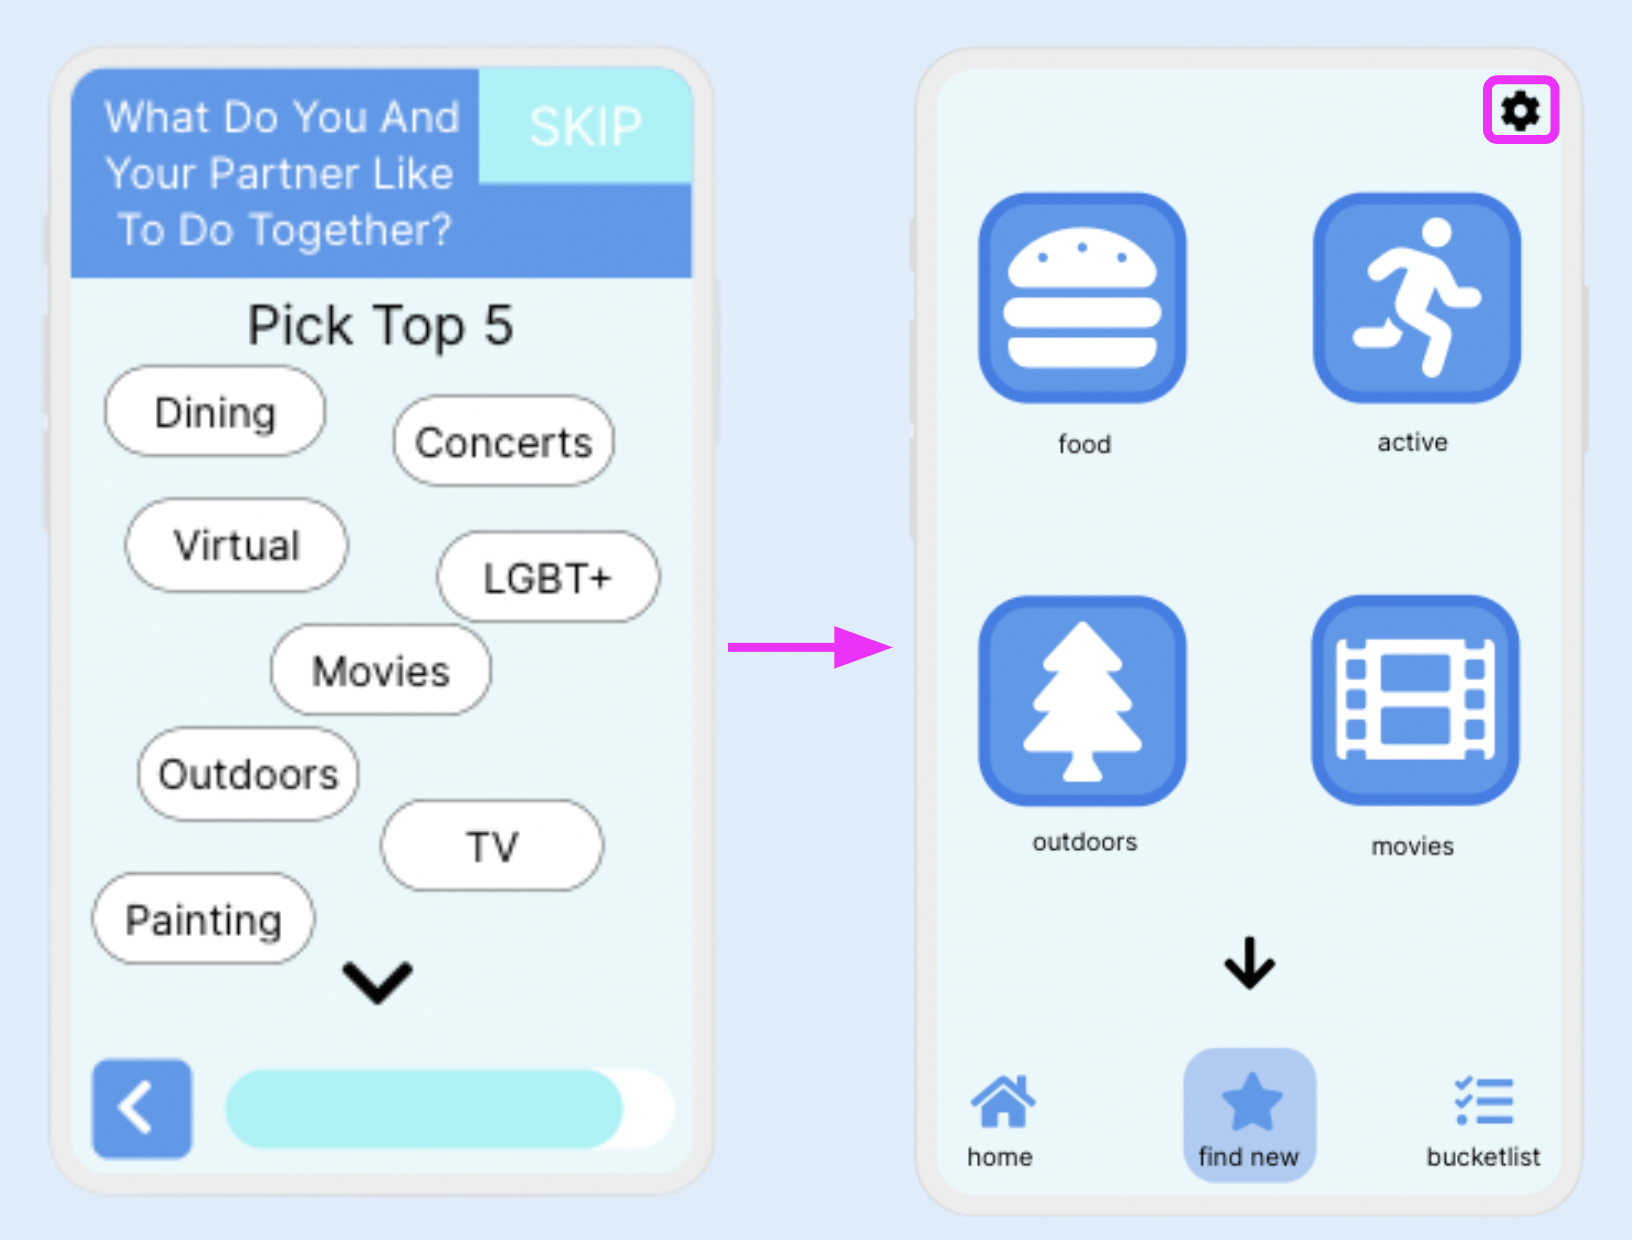 What Do You And
Your Partner Like
To Do Together?
SKIP
Pick Top 5
Dining
Concerts
Virtual
LGBT+
Movies
Outdoors
TV
Painting
food
active
outdoors
movies
home
find new
bucketlist